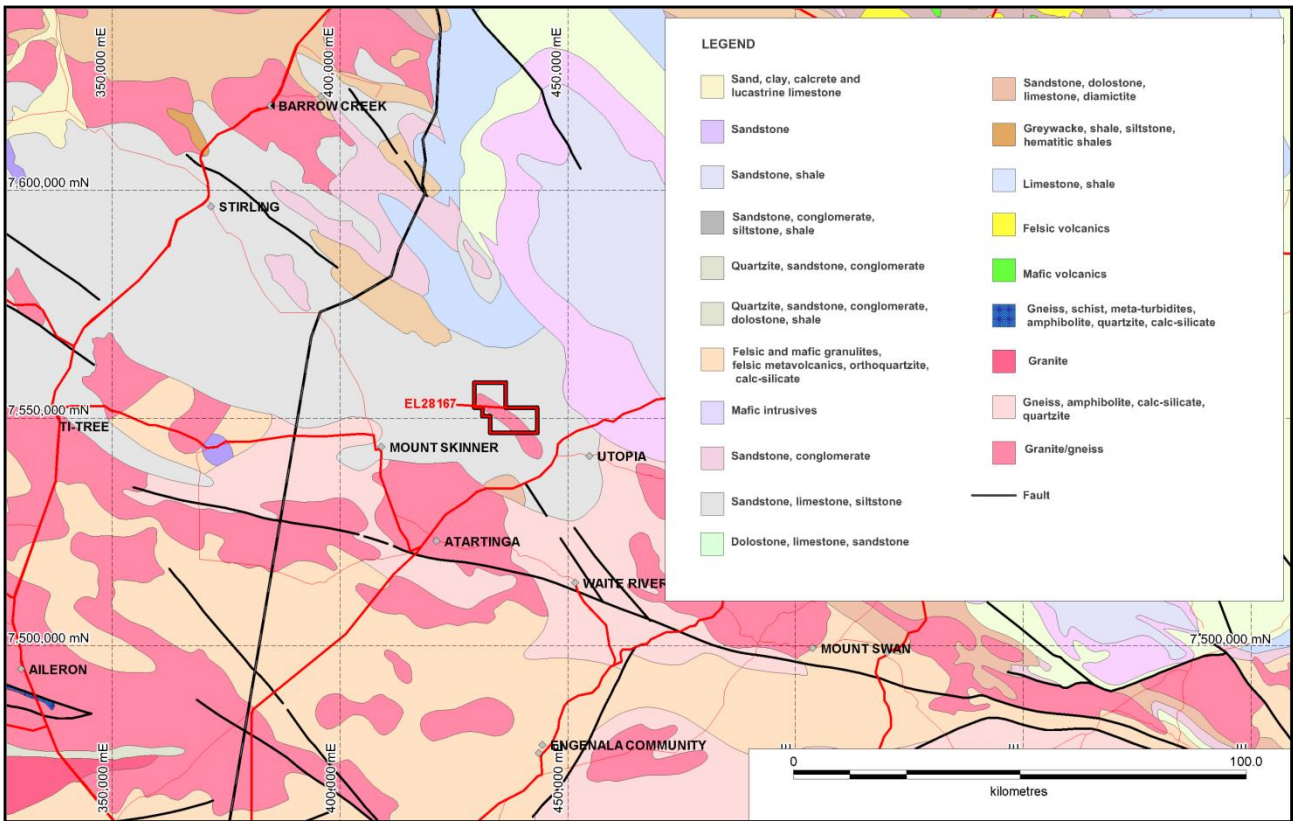 350,000 mE
400,000 mE
450,000 mE
BARROW CREEK
7,600,000 mN
STIRLING
EL28167
7,550,000 mN
TI-TREE
MOUNT SKINNER
UTOPIA
ATARTINGA
WAITE RIVER
7,500,000 mN
7,500,000 mN
MOUNT SWAN
AILERON
ENGENALA COMMUNITY
350,000 mE
400,000 mE
450,000 mE
LEGEND
Sand, clay, calcrete and
lucastrine limestone
Sandstone
Sandstone, shale
Sandstone, conglomerate,
siltstone, shale
Quartzite, sandstone, conglomerate
Quartzite, sandstone, conglomerate,
dolostone, shale
Felsic and mafic granulites,
felsic metavolcanics, orthoquartzite,
calc-silicate
Mafic intrusives
Sandstone, conglomerate
Sandstone, limestone, siltstone
Dolostone, limestone, sandstone
Sandstone, dolostone,
limestone, diamictite
Greywacke, shale, siltstone,
hematitic shales
Limestone, shale
Felsic volcanics
Mafic volcanics
Gneiss, schist, meta-turbidites,
amphibolite, quartzite, calc-silicate
Granite
Gneiss, amphibolite, calc-silicate,
quartzite
Granite/gneiss
Fault
0
100.0
kilometres